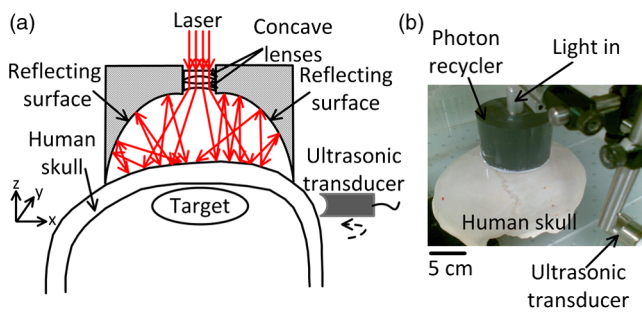 (a)
Laser
Concave
lenses
Reflecting
surface
Reflecting
surface
Human
skull
Ultrasonic
transducer
Target
z
y
x
(b)
Photon
recycler
Light in
Human skull
5 cm
Ultrasonic
transducer